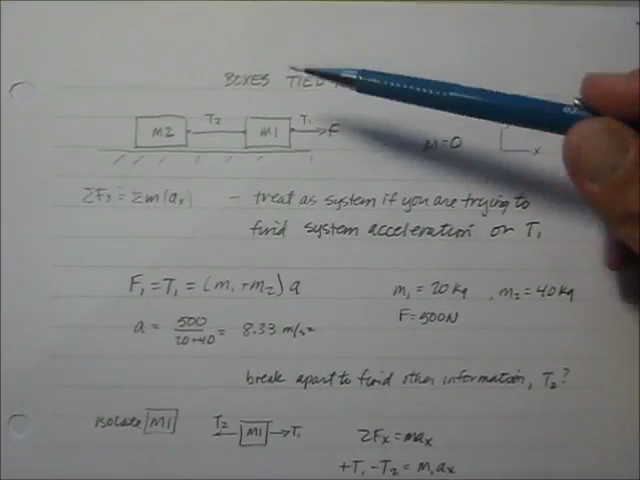 BOXES TIED
M2 T2 M1 T1 F
μ=0
x
ΣFx = Σm(ax) - treat as system if you are trying to
find system acceleration or T1
F1 = T1 = (m1+m2) a
m1 = 20 kg , m2 = 40 kg
F = 500N
a = 500/20+40 = 8.33 m/s²
break apart to find other information, T2?
isolate M1
T2 M1 T1
ΣFx = max
+T1 - T2 = m1ax